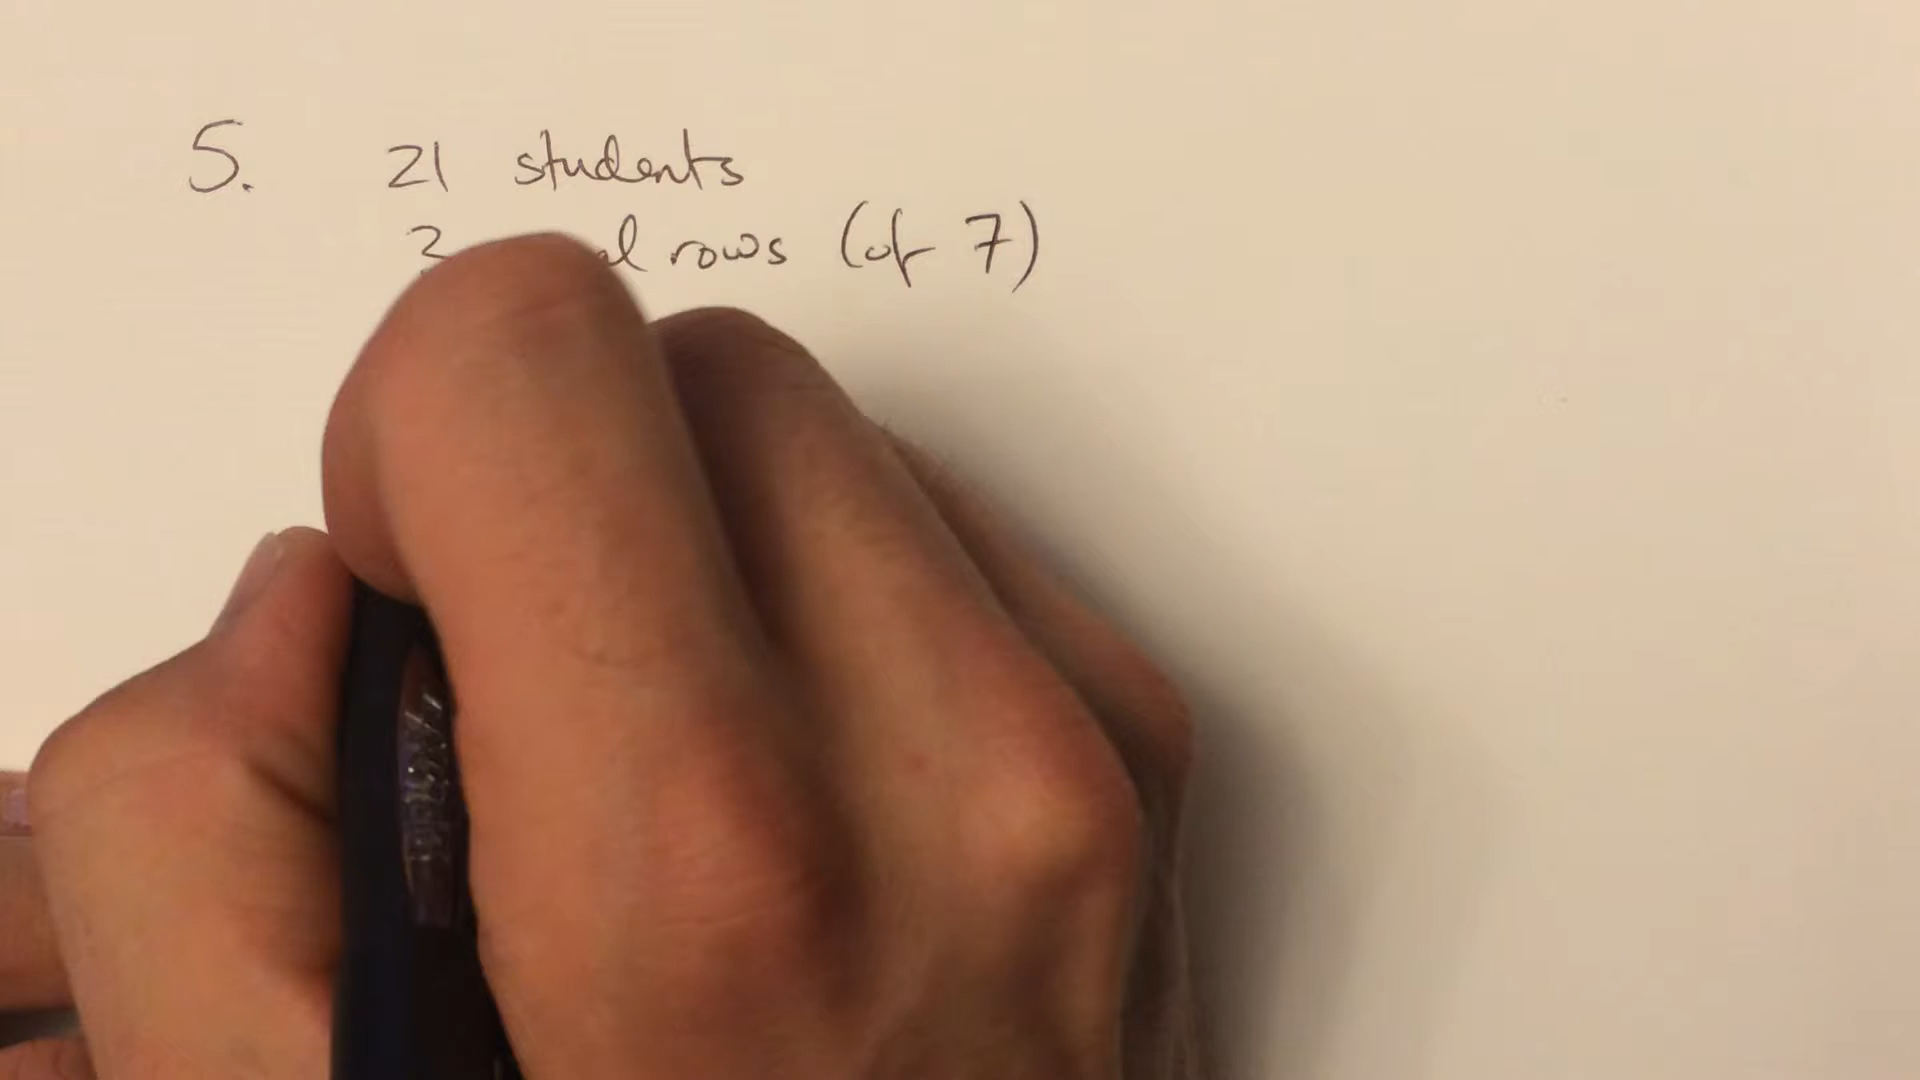 5. 21 students
3 rows (of 7)